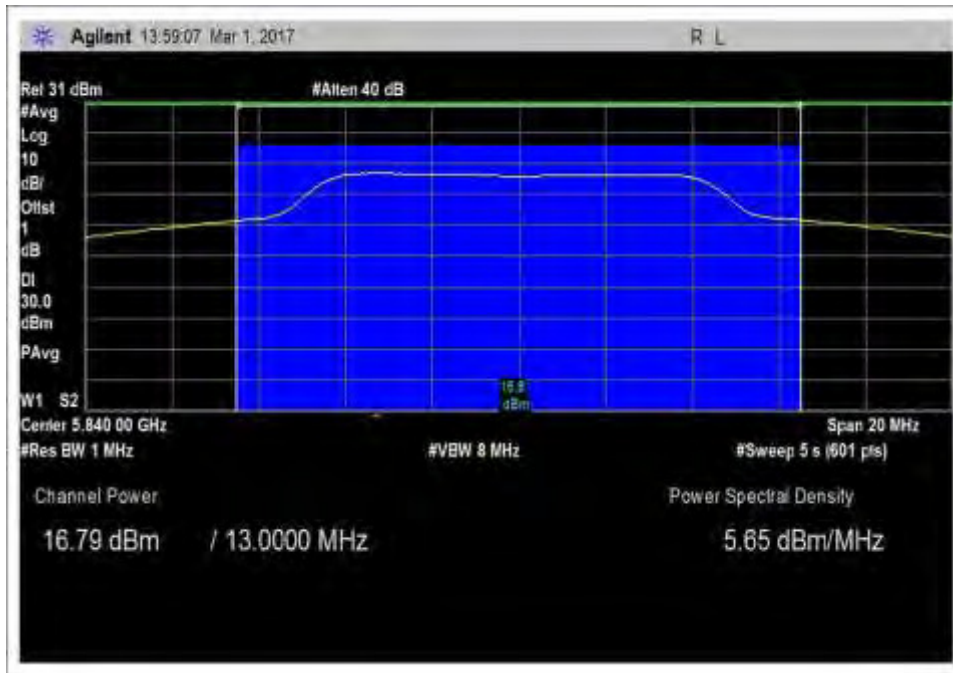 Agilent 13:59:07 Mar 1, 2017 R L
Ref 31 dBm #Atten 40 dB
#Avg
Log
10
dB/
Offst
1
dB
DI
30.0
dBm
PAvg
16.8
dBm
W1 S2
Center 5.840 00 GHz Span 20 MHz
#Res BW 1 MHz #VBW 8 MHz #Sweep 5 s (601 pts)
Channel Power Power Spectral Density
16.79 dBm / 13.0000 MHz 5.65 dBm/MHz